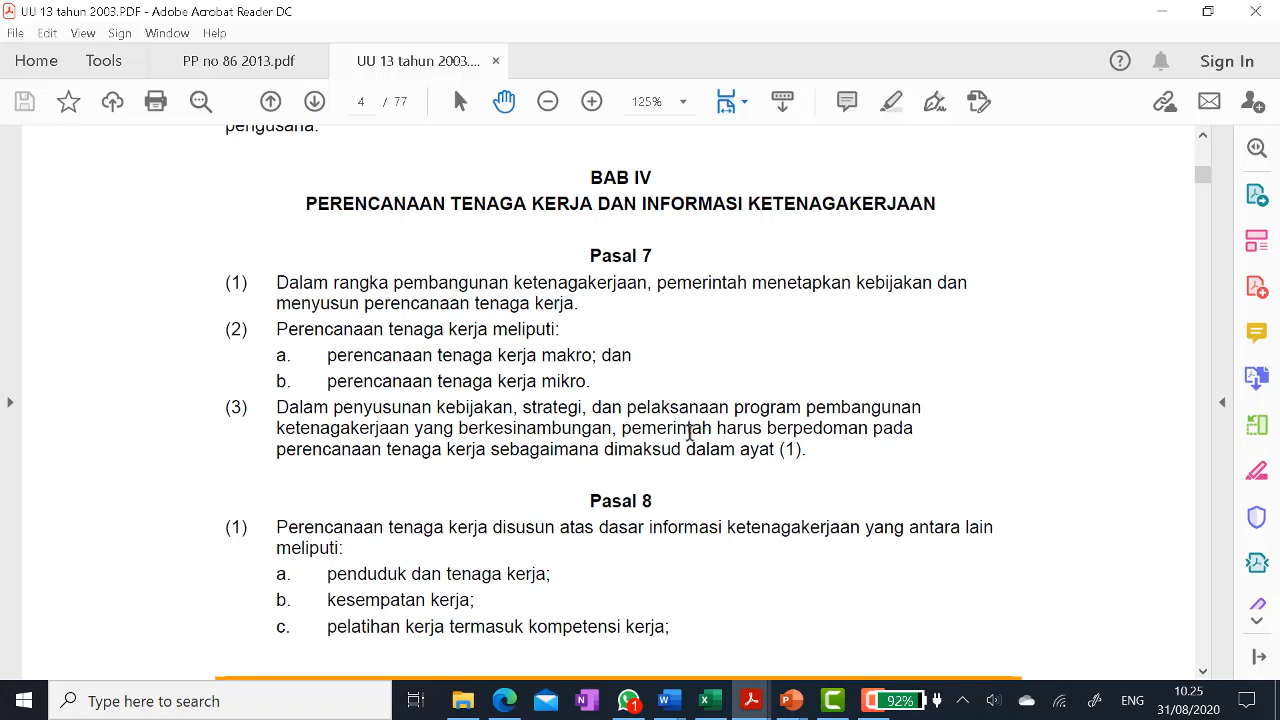 UU 13 tahun 2003.PDF - Adobe Acrobat Reader DC
File Edit View Sign Window Help
Home Tools PP no 86 2013.pdf UU 13 tahun 2003.... × Sign In
4 / 77 125%
pengusaha.
BAB IV
PERENCANAAN TENAGA KERJA DAN INFORMASI KETENAGAKERJAAN
Pasal 7
(1) Dalam rangka pembangunan ketenagakerjaan, pemerintah menetapkan kebijakan dan
menyusun perencanaan tenaga kerja.
(2) Perencanaan tenaga kerja meliputi:
a. perencanaan tenaga kerja makro; dan
b. perencanaan tenaga kerja mikro.
(3) Dalam penyusunan kebijakan, strategi, dan pelaksanaan program pembangunan
ketenagakerjaan yang berkesinambungan, pemerintah harus berpedoman pada
perencanaan tenaga kerja sebagaimana dimaksud dalam ayat (1).
Pasal 8
(1) Perencanaan tenaga kerja disusun atas dasar informasi ketenagakerjaan yang antara lain
meliputi:
a. penduduk dan tenaga kerja;
b. kesempatan kerja;
c. pelatihan kerja termasuk kompetensi kerja;
Type here to search
1
92%
ENG
10.25
31/08/2020